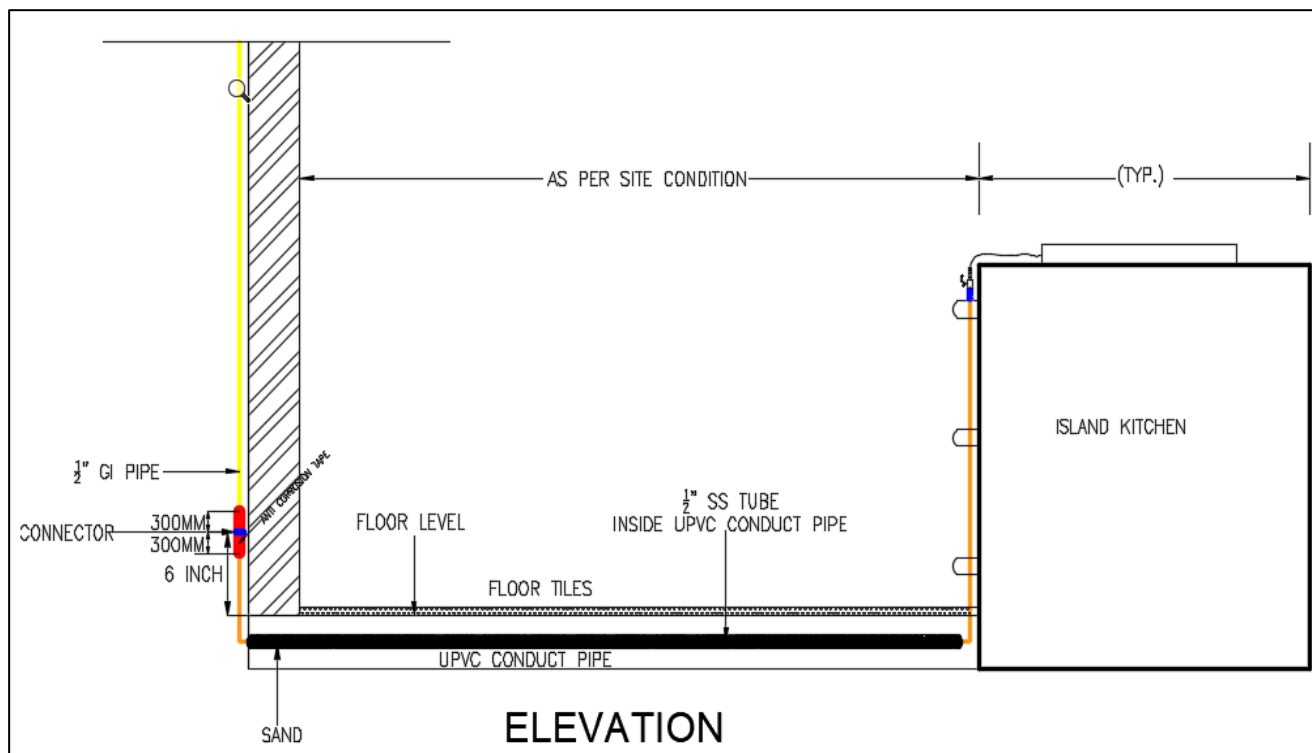 AS PER SITE CONDITION
(TYP.)
ISLAND KITCHEN
½" GI PIPE
ANTI CORROSION TAPE
CONNECTOR
300MM
300MM
6 INCH
FLOOR LEVEL
½" SS TUBE
INSIDE UPVC CONDUCT PIPE
FLOOR TILES
UPVC CONDUCT PIPE
SAND
ELEVATION